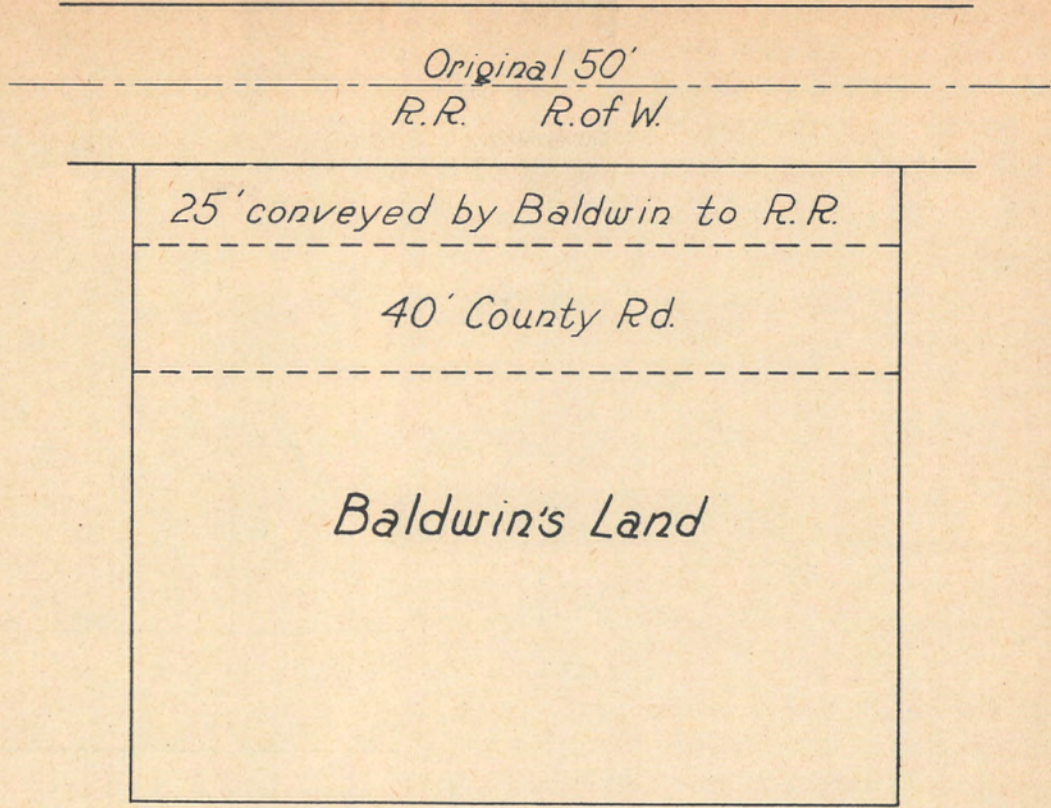 Original 50'
R.R. R.of W.
25' conveyed by Baldwin to R.R.
40' County Rd.
Baldwin's Land